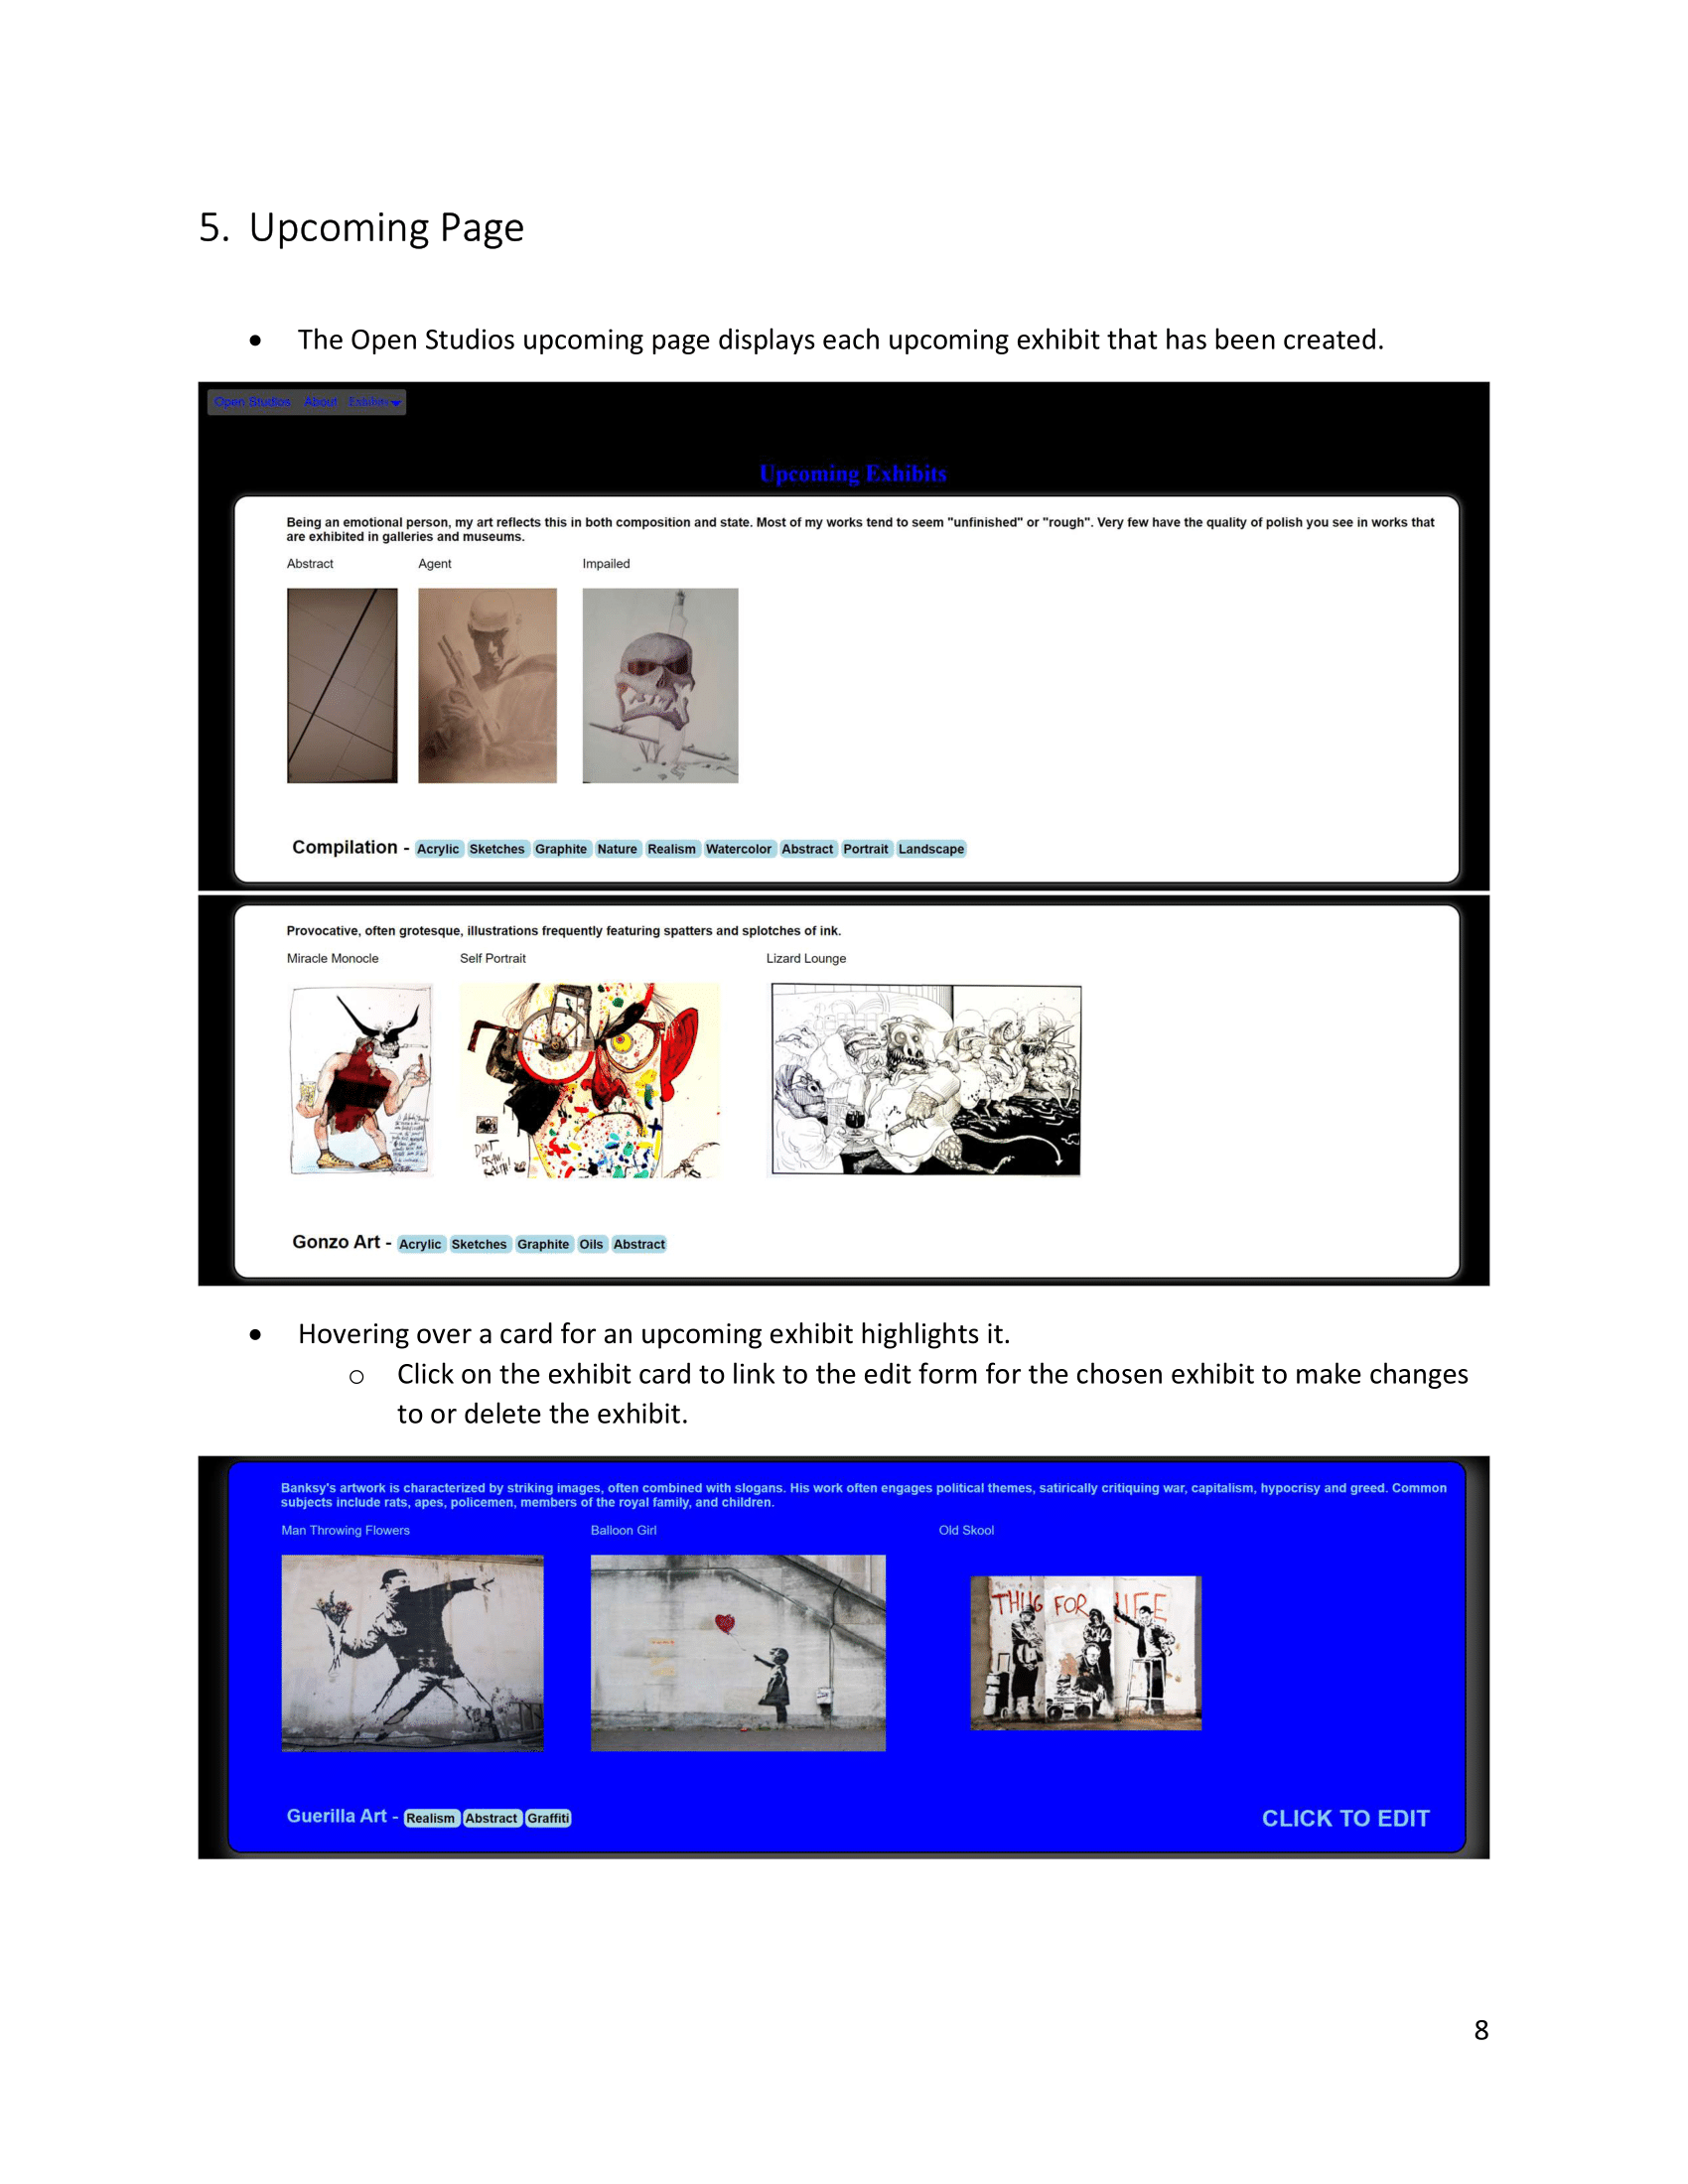 5. Upcoming Page
• The Open Studios upcoming page displays each upcoming exhibit that has been created.
Open Studios About Exhibits
Upcoming Exhibits
Being an emotional person, my art reflects this in both composition and state. Most of my works tend to seem "unfinished" or "rough". Very few have the quality of polish you see in works that
are exhibited in galleries and museums.
Abstract Agent Impailed
Compilation - Acrylic Sketches Graphite Nature Realism Watercolor Abstract Portrait Landscape
Provocative, often grotesque, illustrations frequently featuring spatters and splotches of ink.
Miracle Monocle Self Portrait Lizard Lounge
DON'T
DRAW
RALPH!
Gonzo Art - Acrylic Sketches Graphite Oils Abstract
• Hovering over a card for an upcoming exhibit highlights it.
o Click on the exhibit card to link to the edit form for the chosen exhibit to make changes
to or delete the exhibit.
Banksy's artwork is characterized by striking images, often combined with slogans. His work often engages political themes, satirically critiquing war, capitalism, hypocrisy and greed. Common
subjects include rats, apes, policemen, members of the royal family, and children.
Man Throwing Flowers Balloon Girl Old Skool
THUG FOR LIFE
Guerilla Art - Realism Abstract Graffiti CLICK TO EDIT
8